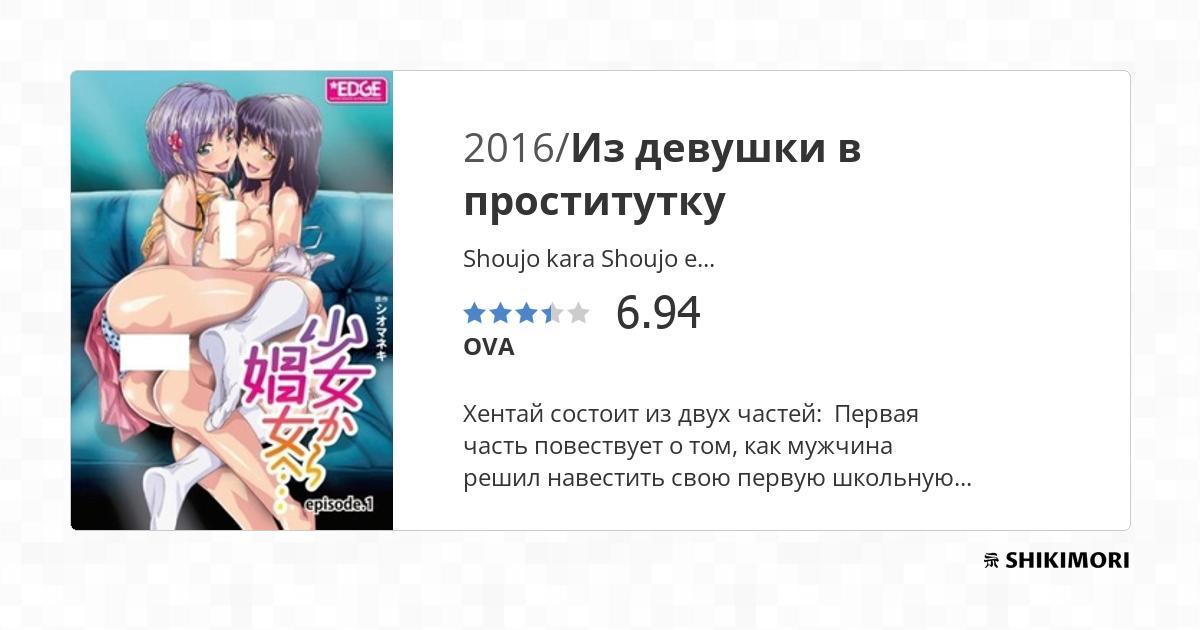 *EDGE
2016/Из девушки в
проститутку
Shoujo kara Shoujo e...
6.94
OVA
原作 シオマネキ
少女から
娼女へ…
episode.1
Хентай состоит из двух частей: Первая
часть повествует о том, как мужчина
решил навестить свою первую школьную...
SHIKIMORI